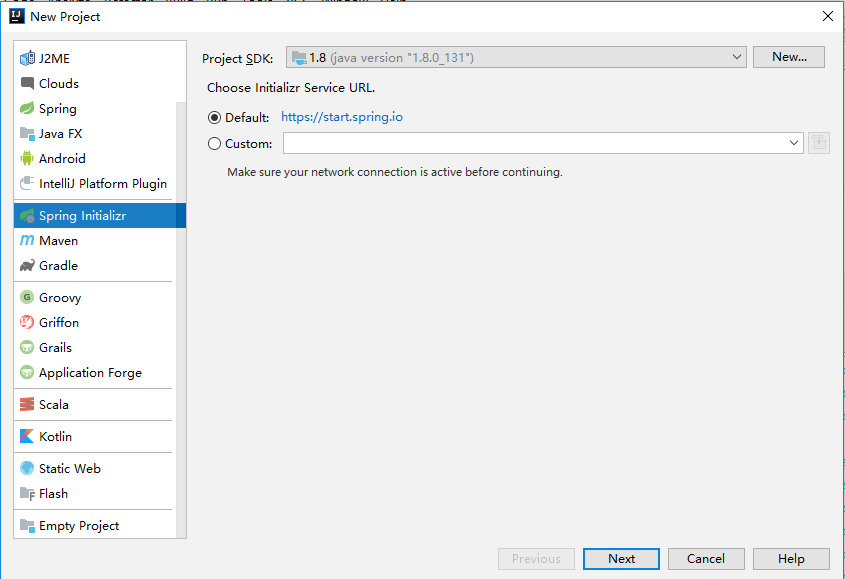 New Project
J2ME
Clouds
Spring
Java FX
Android
IntelliJ Platform Plugin
Spring Initializr
Maven
Gradle
Groovy
Griffon
Grails
Application Forge
Scala
Kotlin
Static Web
Flash
Empty Project
Project SDK: 1.8 (java version "1.8.0_131") New...
Choose Initializr Service URL.
Default: https://start.spring.io
Custom:
Make sure your network connection is active before continuing.
Previous Next Cancel Help